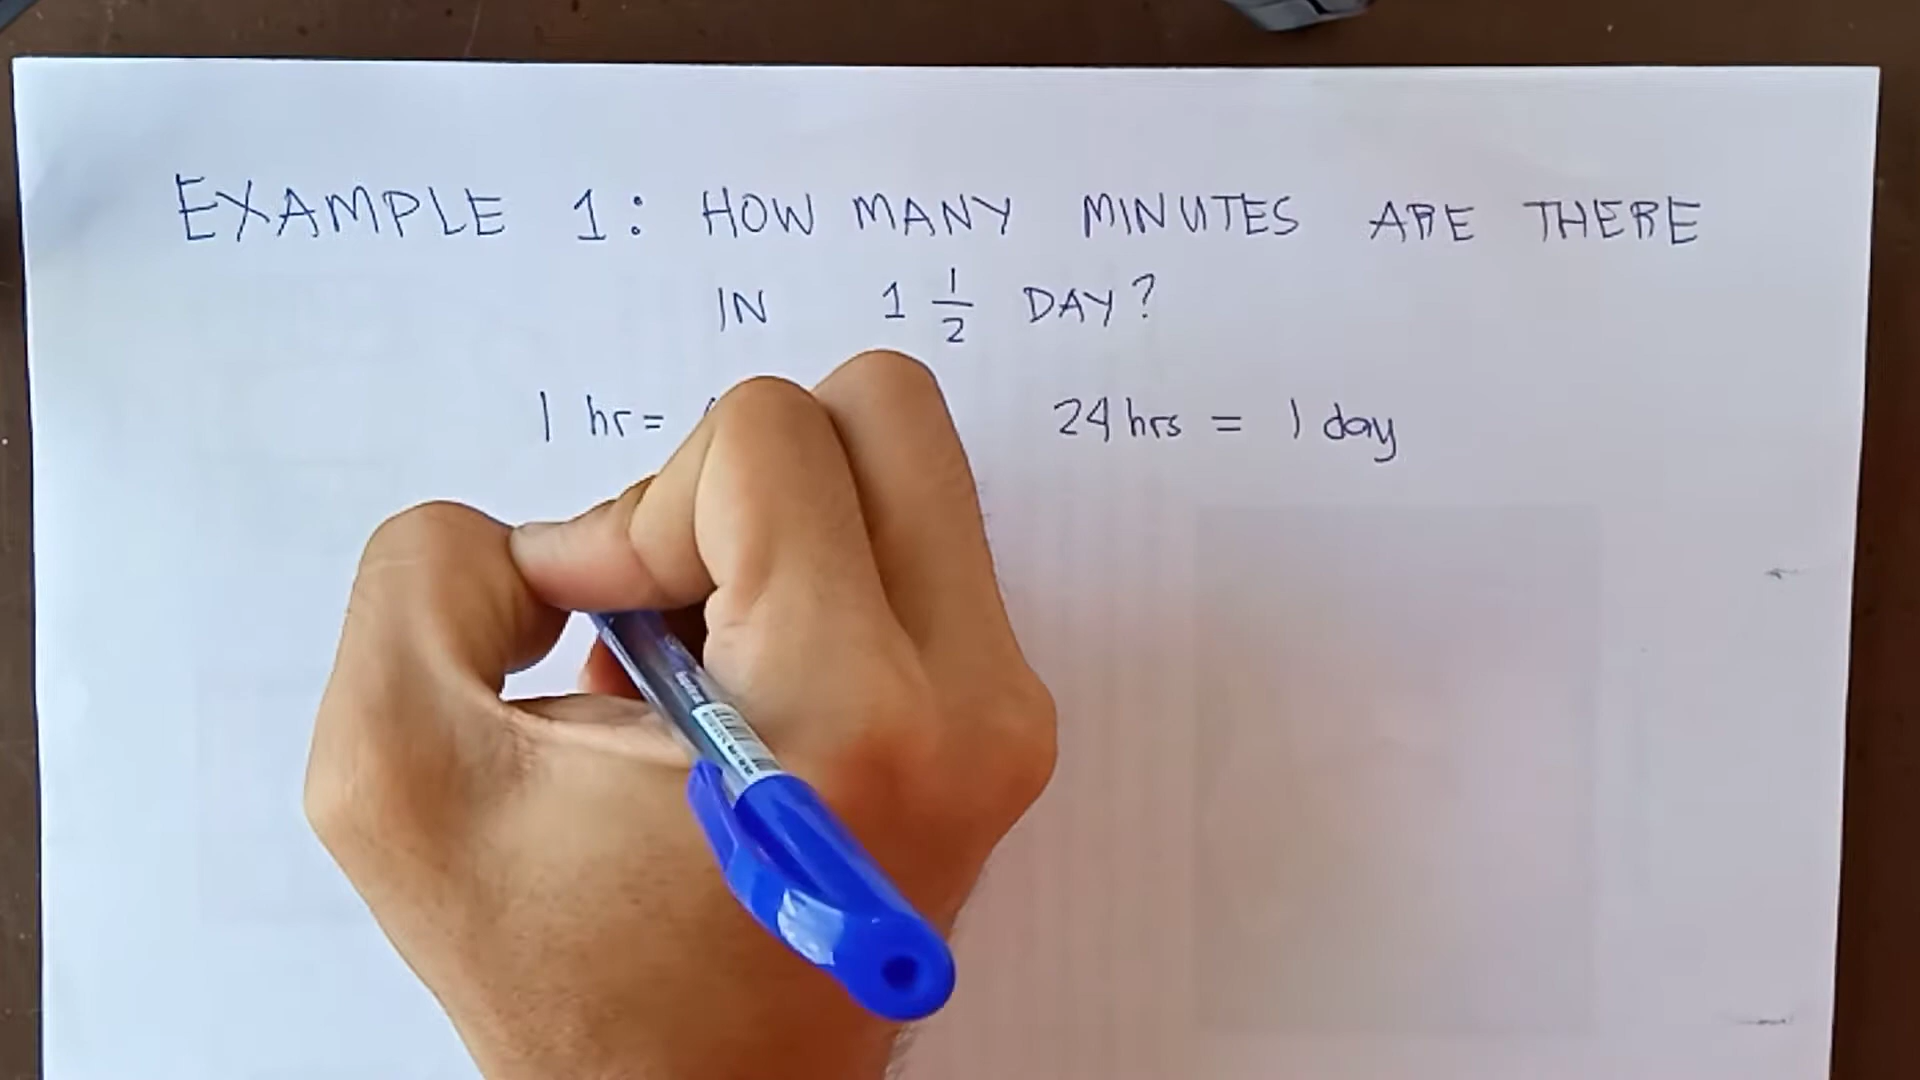 EXAMPLE 1: HOW MANY MINUTES ARE THERE
IN 1 1/2 DAY?
1 hr = 24 hrs = 1 day